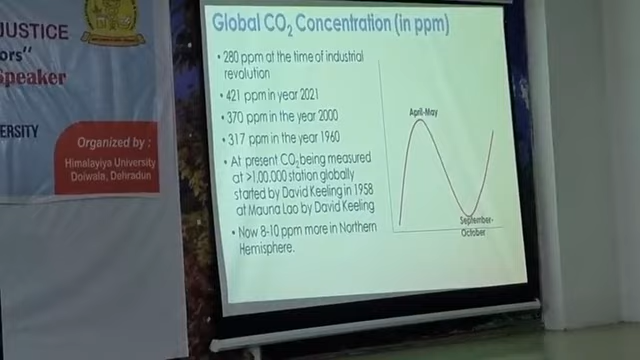 JUSTICE
ors"
Speaker
ERSITY
Organized by :
Himalayiya University
Doiwala, Dehradun
Global CO2 Concentration (in ppm)
• 280 ppm at the time of industrial
revolution
• 421 ppm in year 2021
• 370 ppm in the year 2000
• 317 ppm in the year 1960
• At present CO2 being measured
at >1,00,000 station globally
started by David Keeling in 1958
at Mauna Lao by David Keeling
• Now 8-10 ppm more in Northern
Hemisphere.
April-May
September-
October